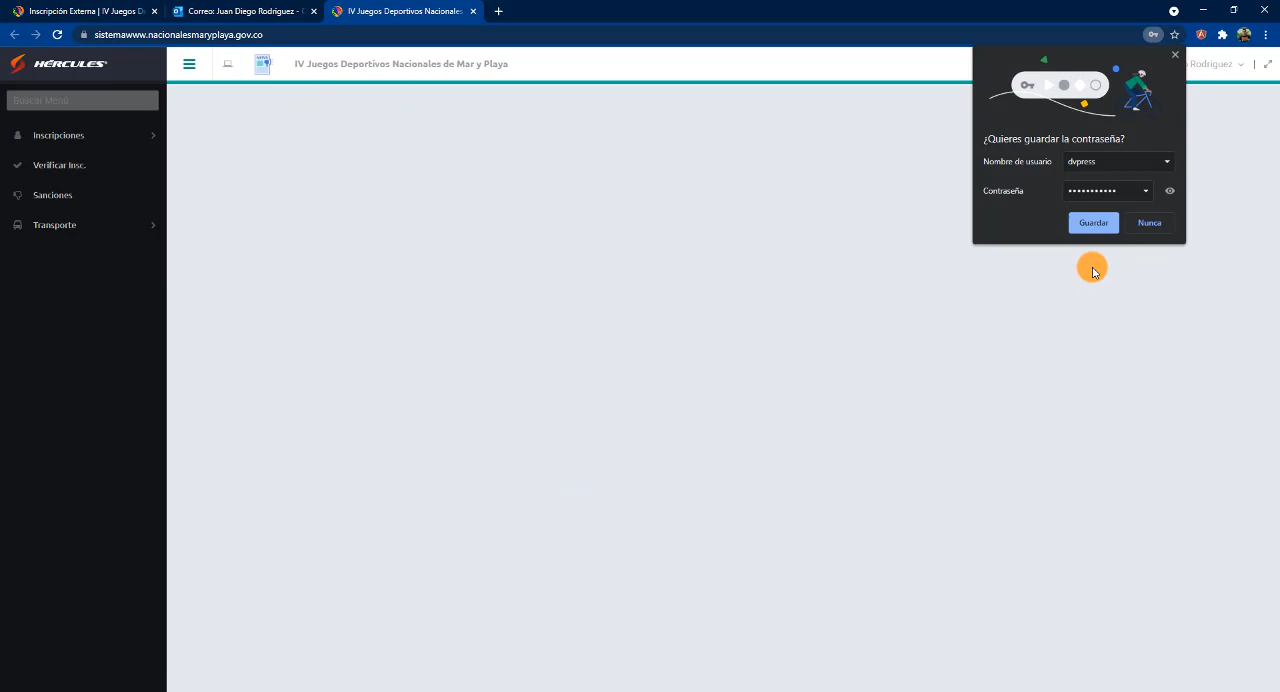 Inscripción Externa | IV Juegos D
Correo: Juan Diego Rodriguez -
IV Juegos Deportivos Nacionales
sistemawww.nacionalesmaryplaya.gov.co
HÉRCULES®
IV Juegos Deportivos Nacionales de Mar y Playa
Rodriguez
Buscar Menú
Inscripciones
Verificar Insc.
Sanciones
Transporte
¿Quieres guardar la contraseña?
Nombre de usuario dvpress
Contraseña •••••••••••
Guardar Nunca